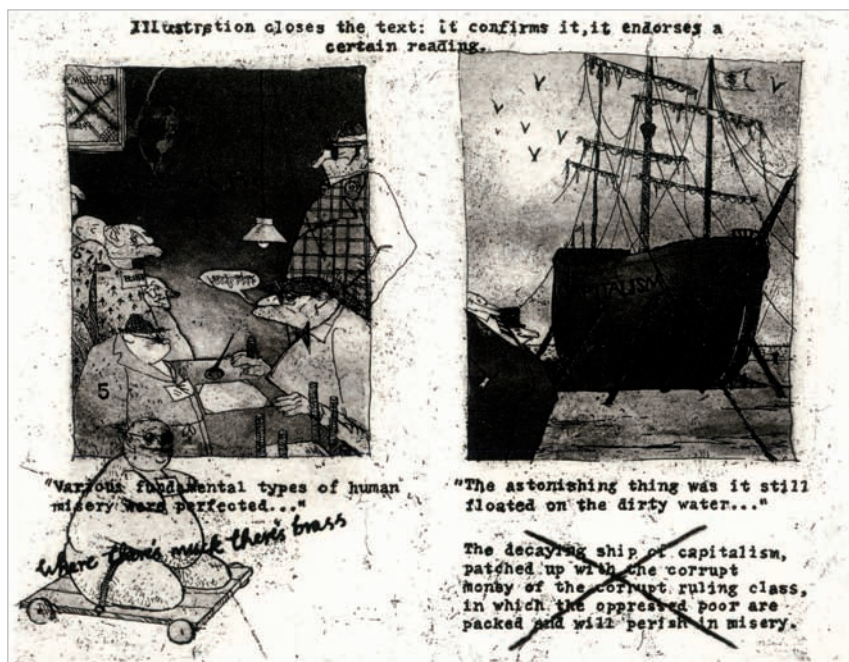 Illustrstion closes the text: it confirms it,it endorses a
certain reading.
5
"Various fundamental types of human
misery were perfected..."
where there's muck there's brass
"The astonishing thing was it still
floated on the dirty water..."
The decaying ship of capitalism,
patched up with the corrupt
money of the corrupt ruling class,
in which the oppressed poor are
packed and will perish in misery.